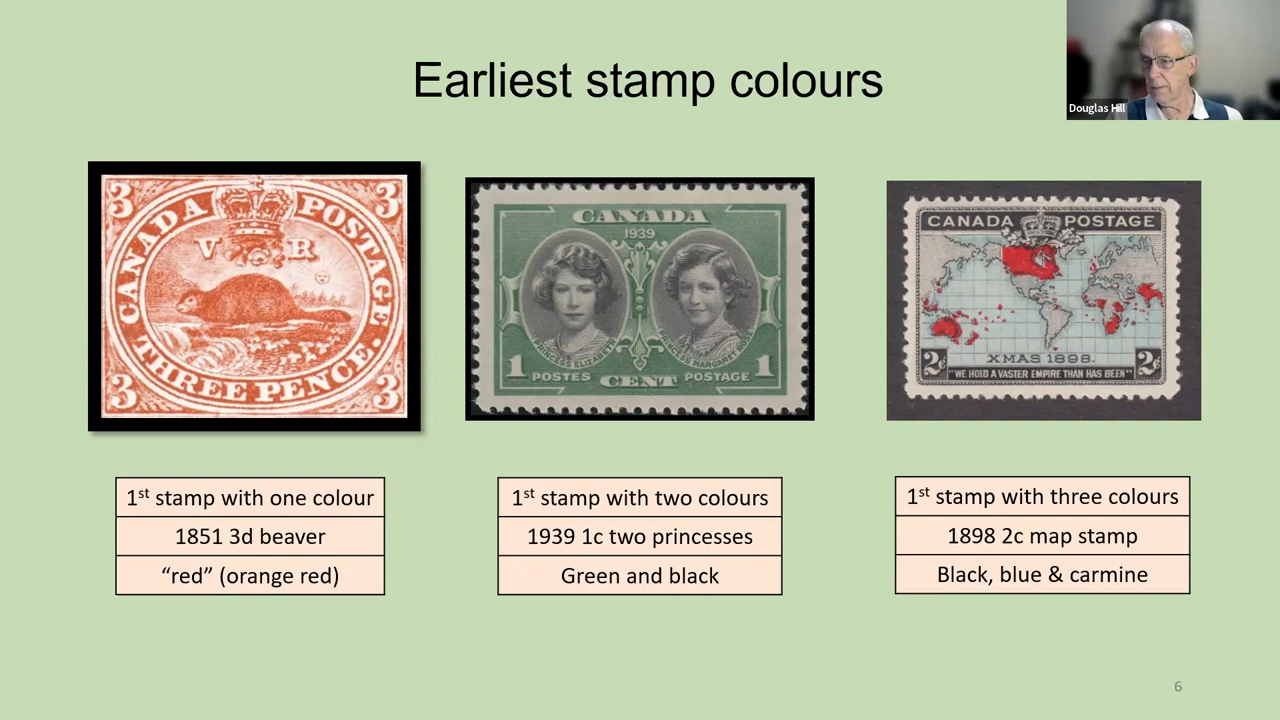 Earliest stamp colours
Douglas Hill
3 3
CANADA POSTAGE
V R
THREE PENCE.
3 3
CANADA
1939
PRINCESS ELIZABETH PRINCESS MARGARET ROSE
1 POSTES CENT POSTAGE 1
CANADA POSTAGE
XMAS 1898.
2c 2c
"WE HOLD A VASTER EMPIRE THAN HAS BEEN"
1st stamp with one colour
1851 3d beaver
“red” (orange red)
1st stamp with two colours
1939 1c two princesses
Green and black
1st stamp with three colours
1898 2c map stamp
Black, blue & carmine
6